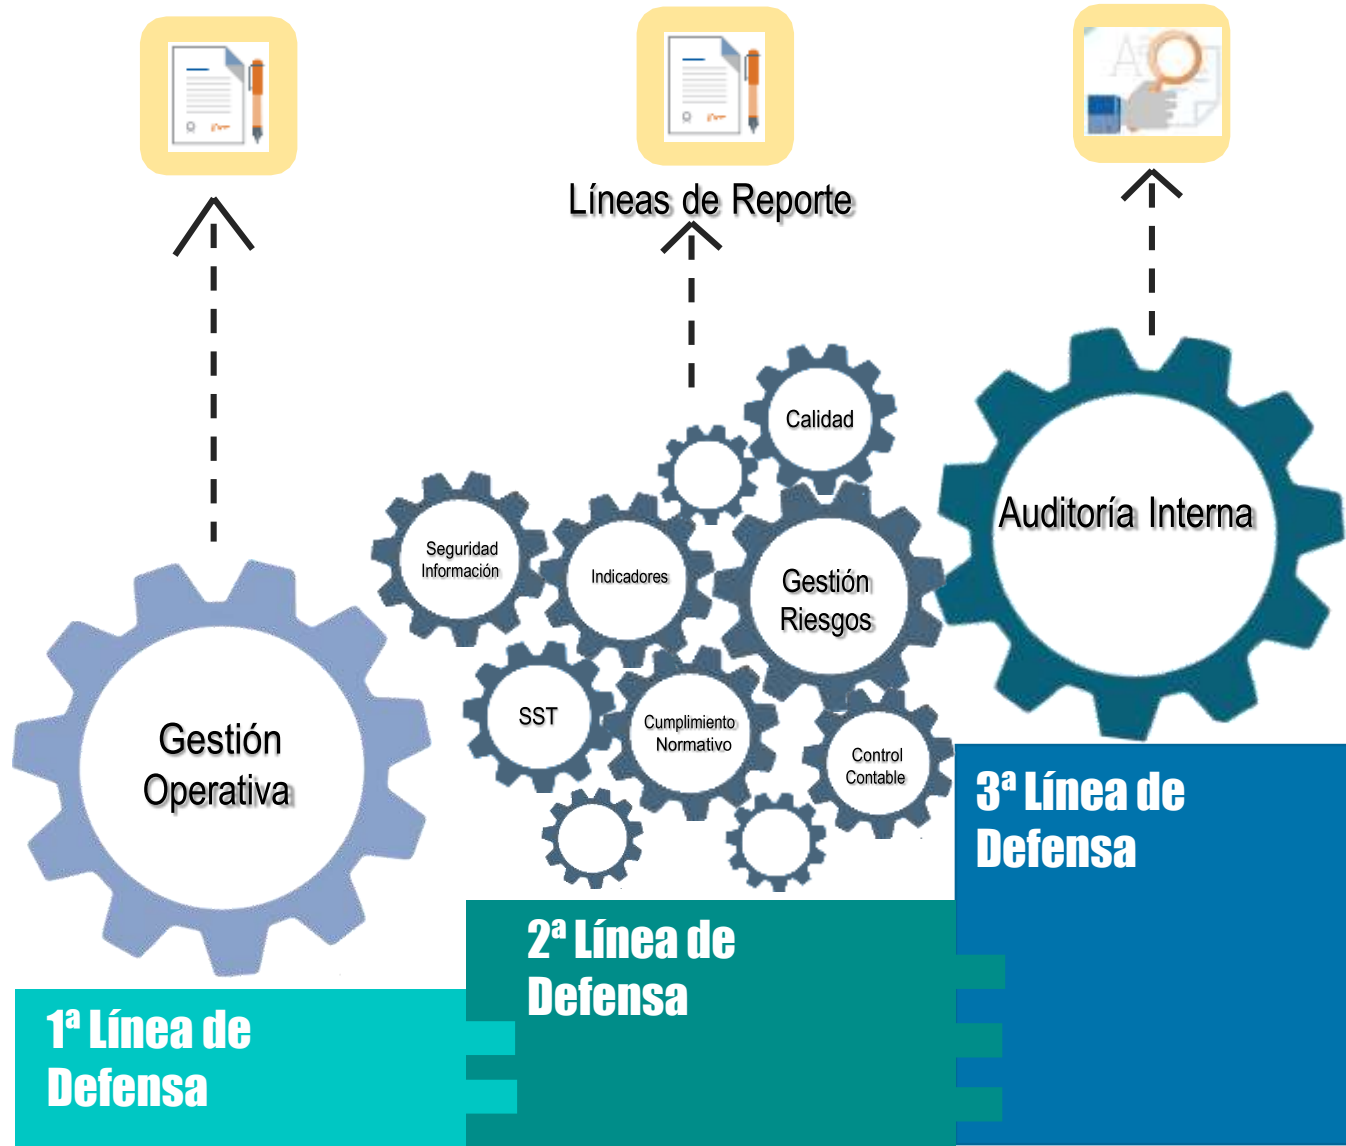 Líneas de Reporte
Calidad
Auditoría Interna
Seguridad
Información
Indicadores
Gestión
Riesgos
SST
Cumplimiento
Normativo
Control
Contable
Gestión
Operativa
3ª Línea de
Defensa
2ª Línea de
Defensa
1ª Línea de
Defensa